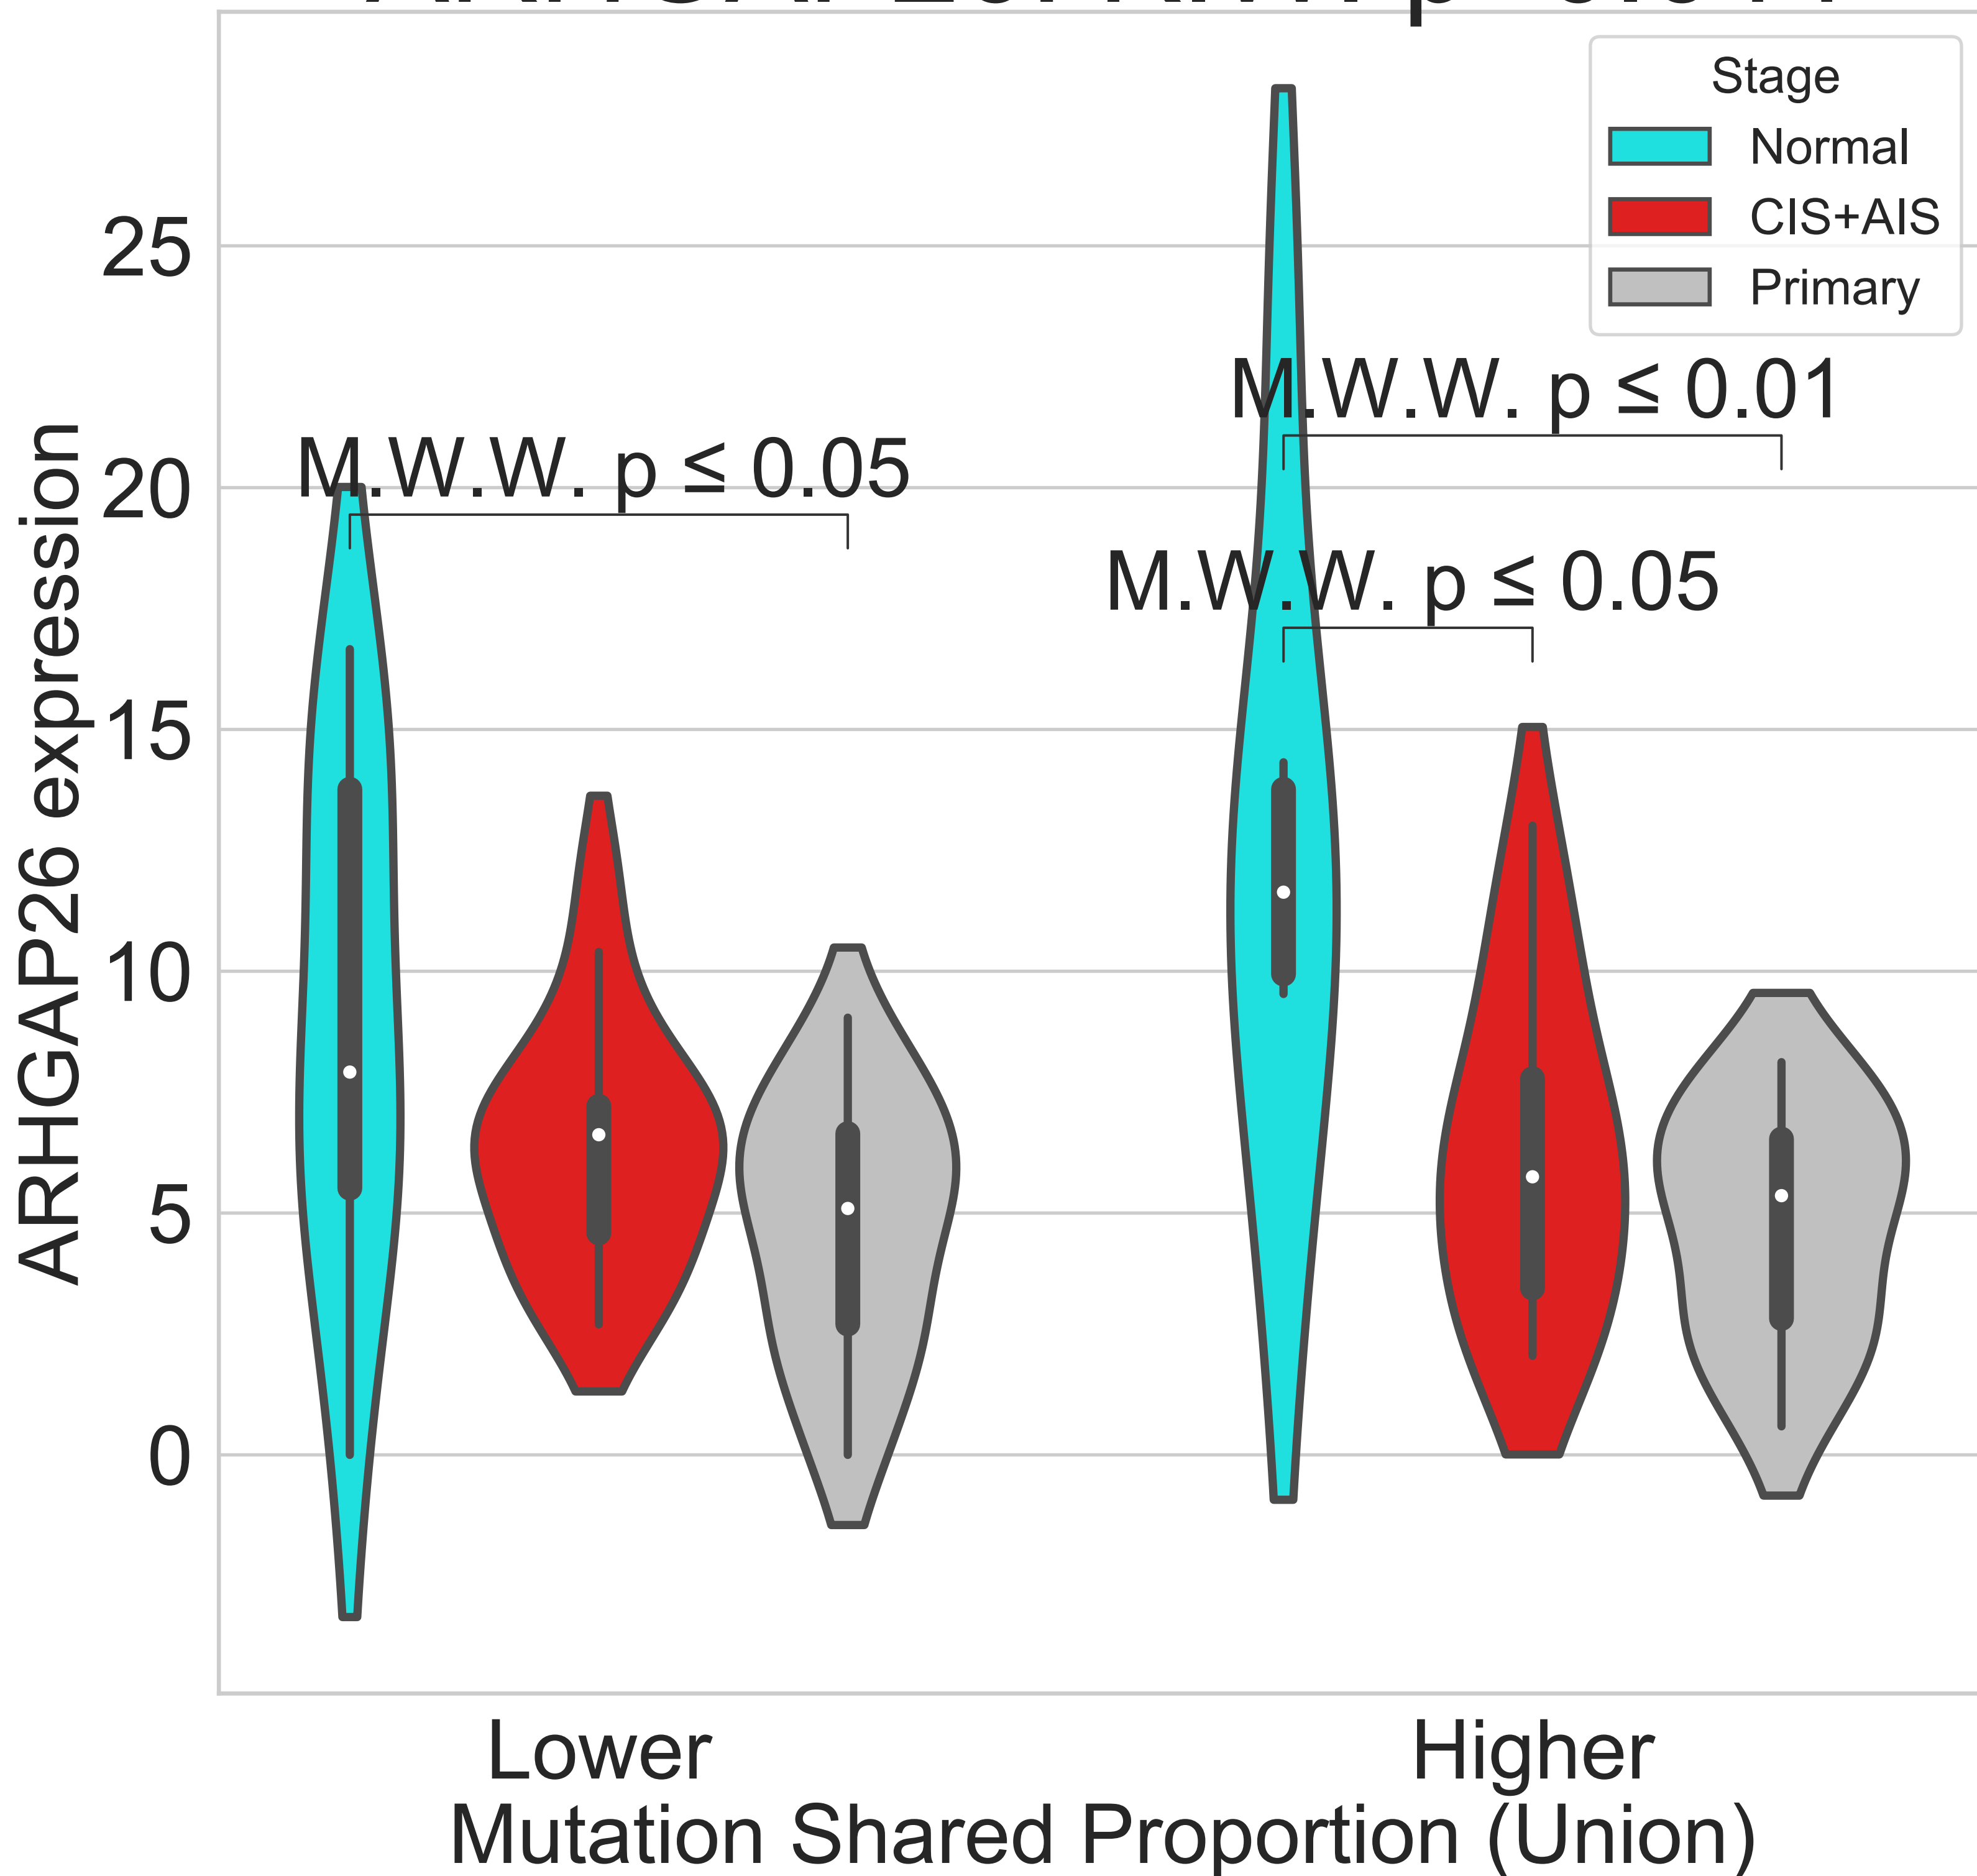 Stage
Normal
CIS+AIS
Primary
25
20
15
10
5
0
ARHGAP26 expression
M.W.W. p ≤ 0.01
M.W.W. p ≤ 0.05
M.W.W. p ≤ 0.05
Lower
Higher
Mutation Shared Proportion (Union)